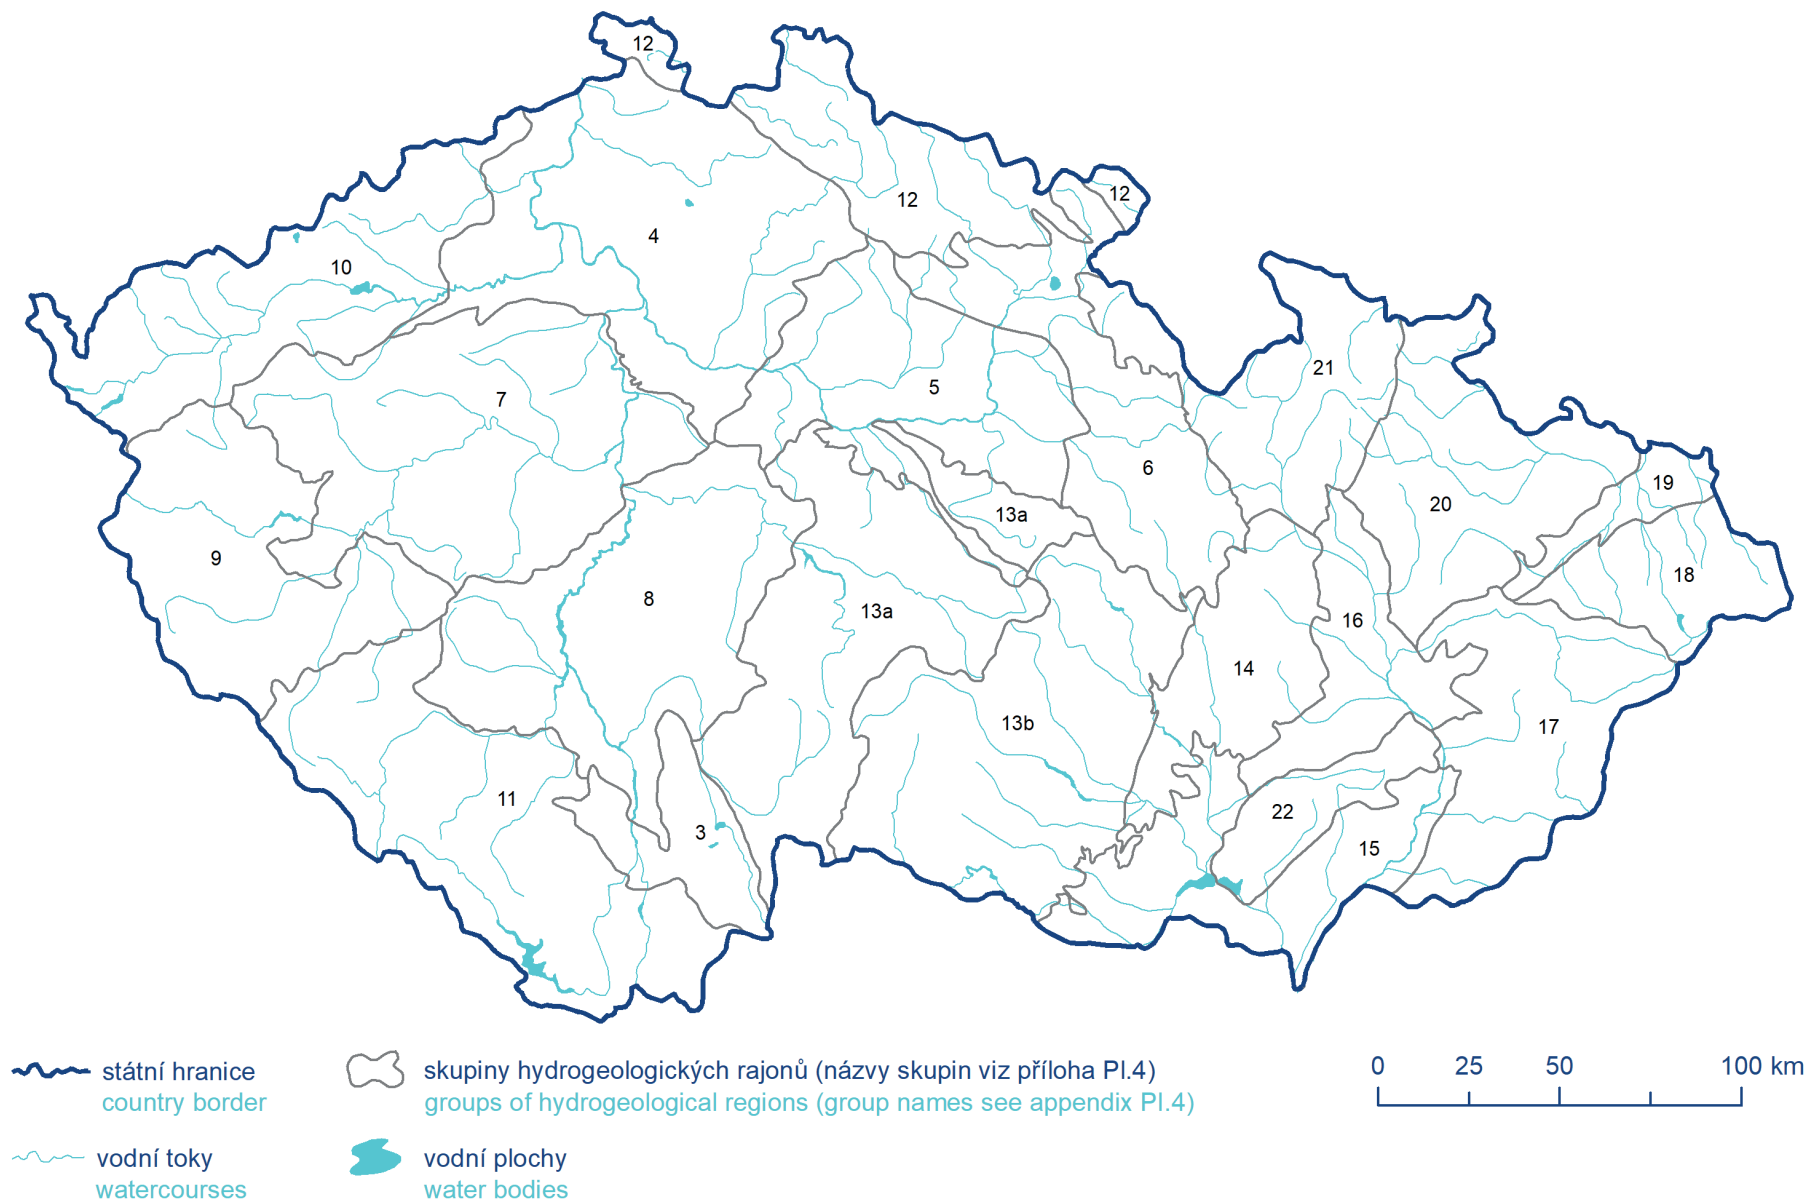 12
12
12
4
10
21
5
7
6
19
20
13a
9
18
8
13a
16
14
13b
17
11
22
3
15
státní hranice
country border
skupiny hydrogeologických rajonů (názvy skupin viz příloha Pl.4)
groups of hydrogeological regions (group names see appendix Pl.4)
0 25 50 100 km
vodní toky
watercourses
vodní plochy
water bodies